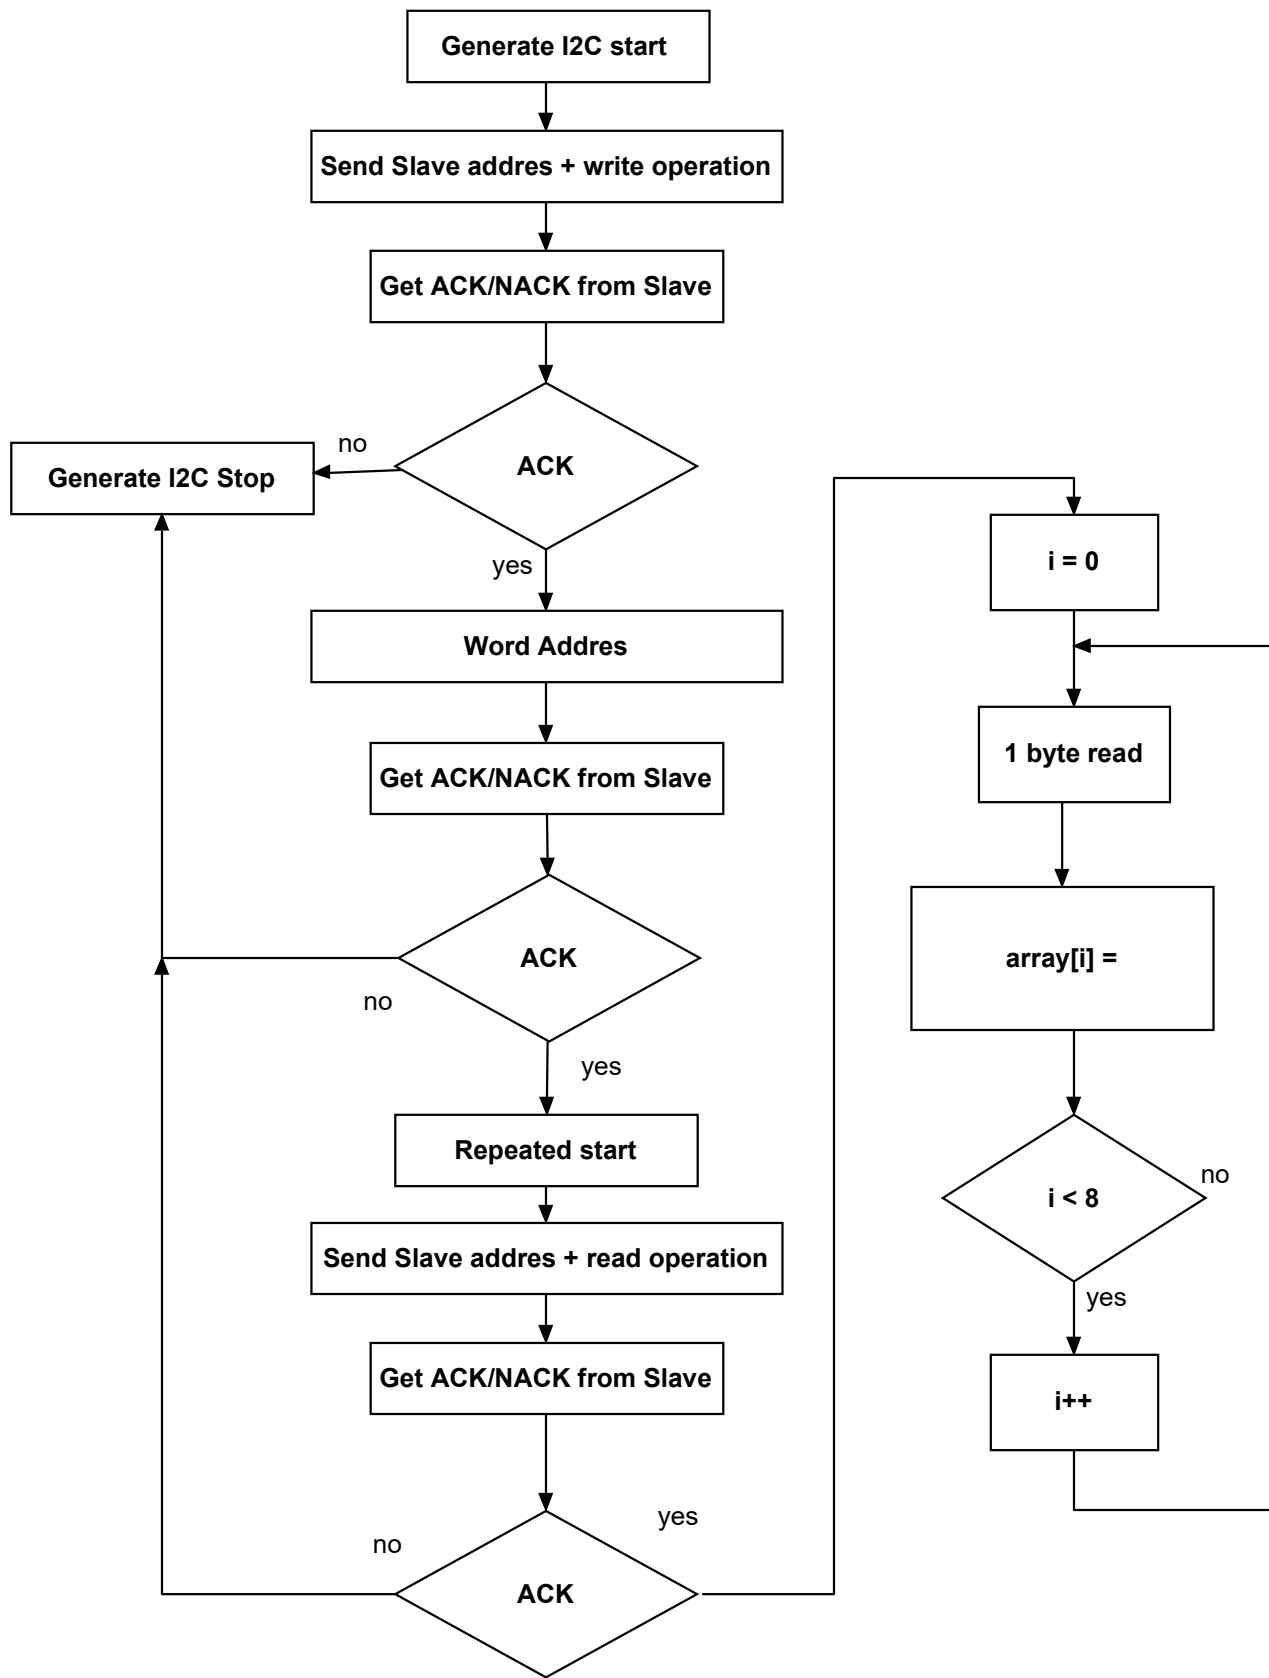 Generate I2C start
Send Slave addres + write operation
Get ACK/NACK from Slave
ACK
no
Generate I2C Stop
yes
Word Addres
Get ACK/NACK from Slave
ACK
no
yes
Repeated start
Send Slave addres + read operation
Get ACK/NACK from Slave
ACK
no
yes
i = 0
1 byte read
array[i] =
i < 8
no
yes
i++